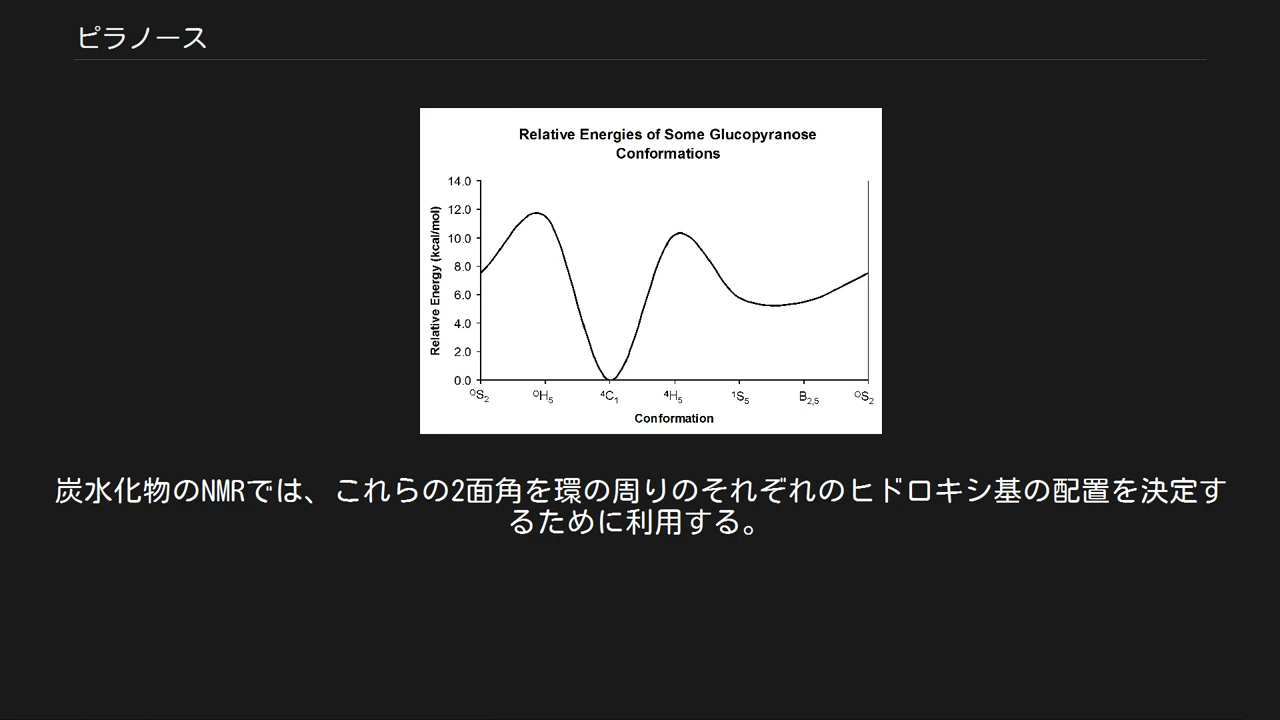 ピラノース
Relative Energies of Some Glucopyranose
Conformations
Relative Energy (kcal/mol)
14.0
12.0
10.0
8.0
6.0
4.0
2.0
0.0
ᴼS₂ ᴼH₅ ⁴C₁ ⁴H₅ ¹S₅ B₂,₅ ᴼS₂
Conformation
炭水化物のNMRでは、これらの2面角を環の周りのそれぞれのヒドロキシ基の配置を決定す
るために利用する。